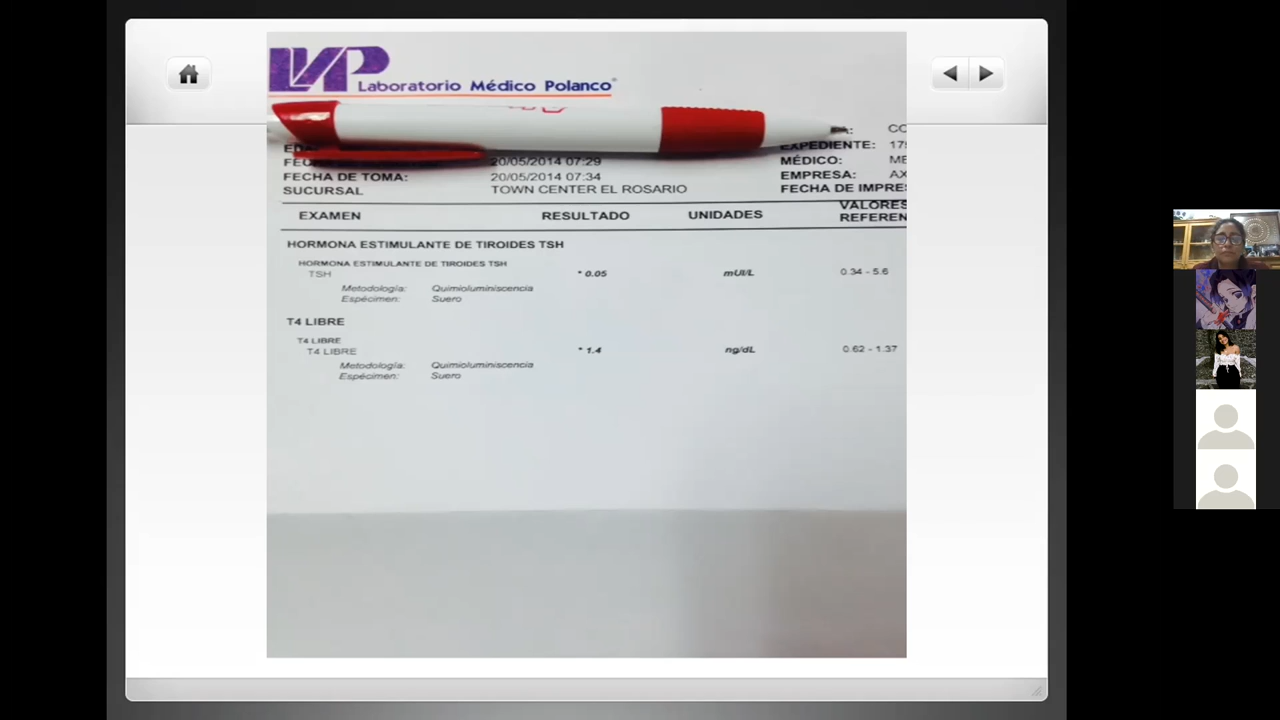 LMP
Laboratorio Médico Polanco
EXPEDIENTE:
20/05/2014 07:29
MÉDICO:
FECHA DE TOMA:
20/05/2014 07:34
EMPRESA: AX
SUCURSAL
TOWN CENTER EL ROSARIO
FECHA DE IMPRE
EXAMEN
RESULTADO
UNIDADES
VALORES
REFEREN
HORMONA ESTIMULANTE DE TIROIDES TSH
HORMONA ESTIMULANTE DE TIROIDES TSH
TSH
* 0.05
mUI/L
0.34 - 5.6
Metodología: Quimioluminiscencia
Espécimen: Suero
T4 LIBRE
T4 LIBRE
T4 LIBRE
* 1.4
ng/dL
0.62 - 1.37
Metodología: Quimioluminiscencia
Espécimen: Suero